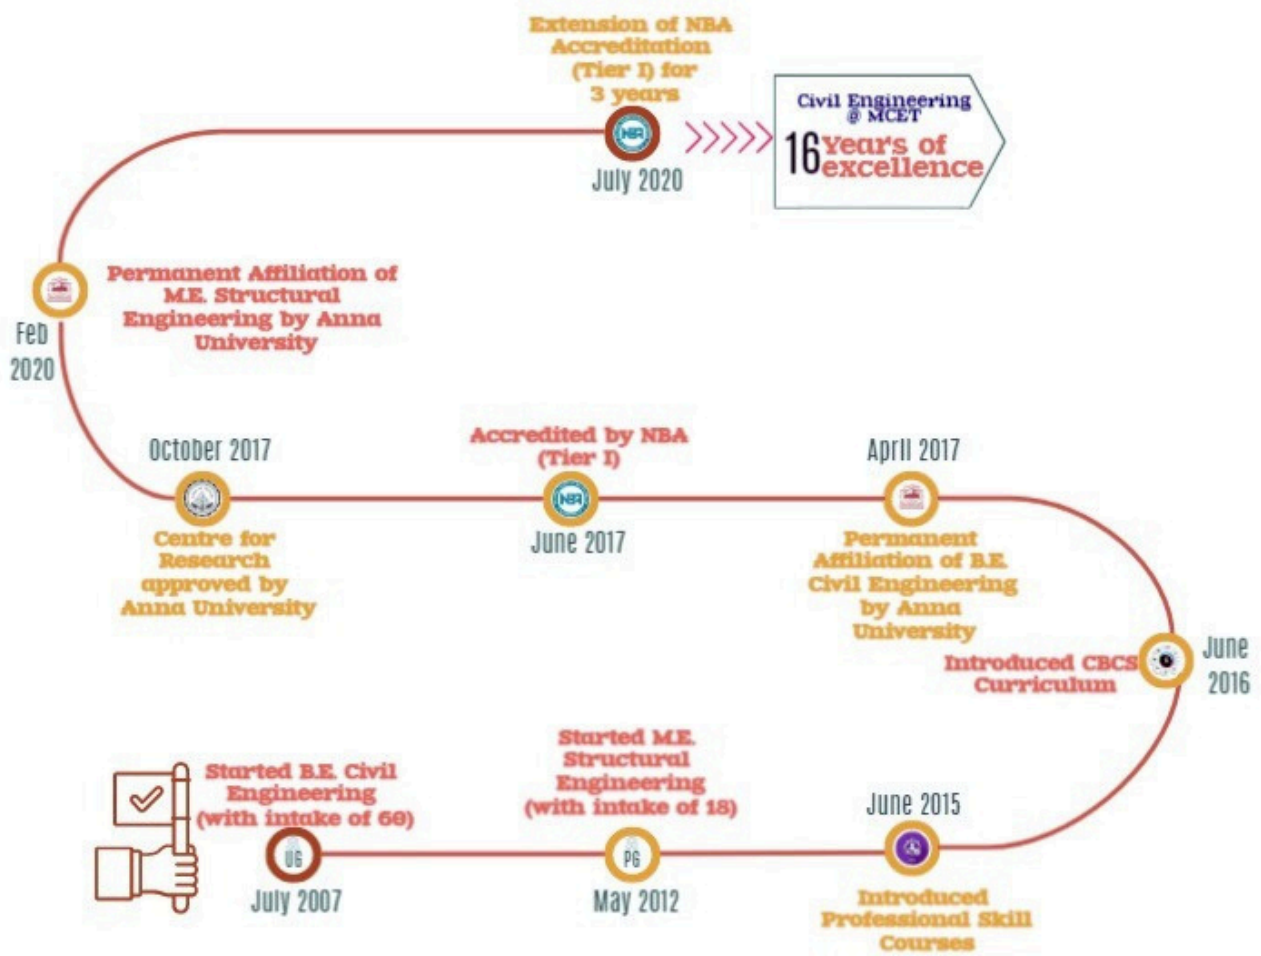 Extension of NBA
Accreditation
(Tier I) for
3 years
NBA
July 2020
Civil Engineering
@ MCET
16 Years of
excellence
Permanent Affiliation of
M.E. Structural
Engineering by Anna
University
Feb
2020
October 2017
Centre for
Research
approved by
Anna University
Accredited by NBA
(Tier I)
NBA
June 2017
April 2017
Permanent
Affiliation of B.E.
Civil Engineering
by Anna
University
Introduced CBCS
Curriculum
June
2016
Started B.E. Civil
Engineering
(with intake of 60)
UG
July 2007
Started M.E.
Structural
Engineering
(with intake of 18)
PG
May 2012
June 2015
Introduced
Professional Skill
Courses